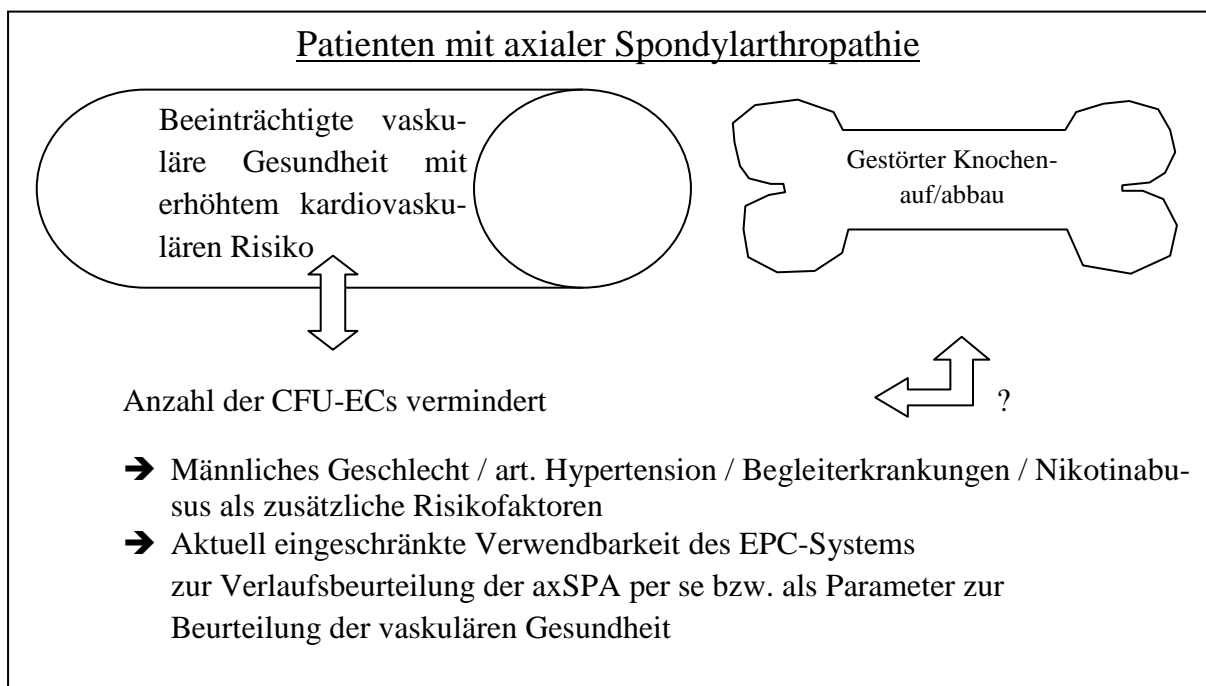 Patienten mit axialer Spondylarthropathie
Beeinträchtigte vasku-
läre Gesundheit mit
erhöhtem kardiovasku-
lären Risiko
Gestörter Knochen-
auf/abbau
Anzahl der CFU-ECs vermindert
?
➔ Männliches Geschlecht / art. Hypertension / Begleiterkrankungen / Nikotinabu-
sus als zusätzliche Risikofaktoren
➔ Aktuell eingeschränkte Verwendbarkeit des EPC-Systems
zur Verlaufsbeurteilung der axSPA per se bzw. als Parameter zur
Beurteilung der vaskulären Gesundheit